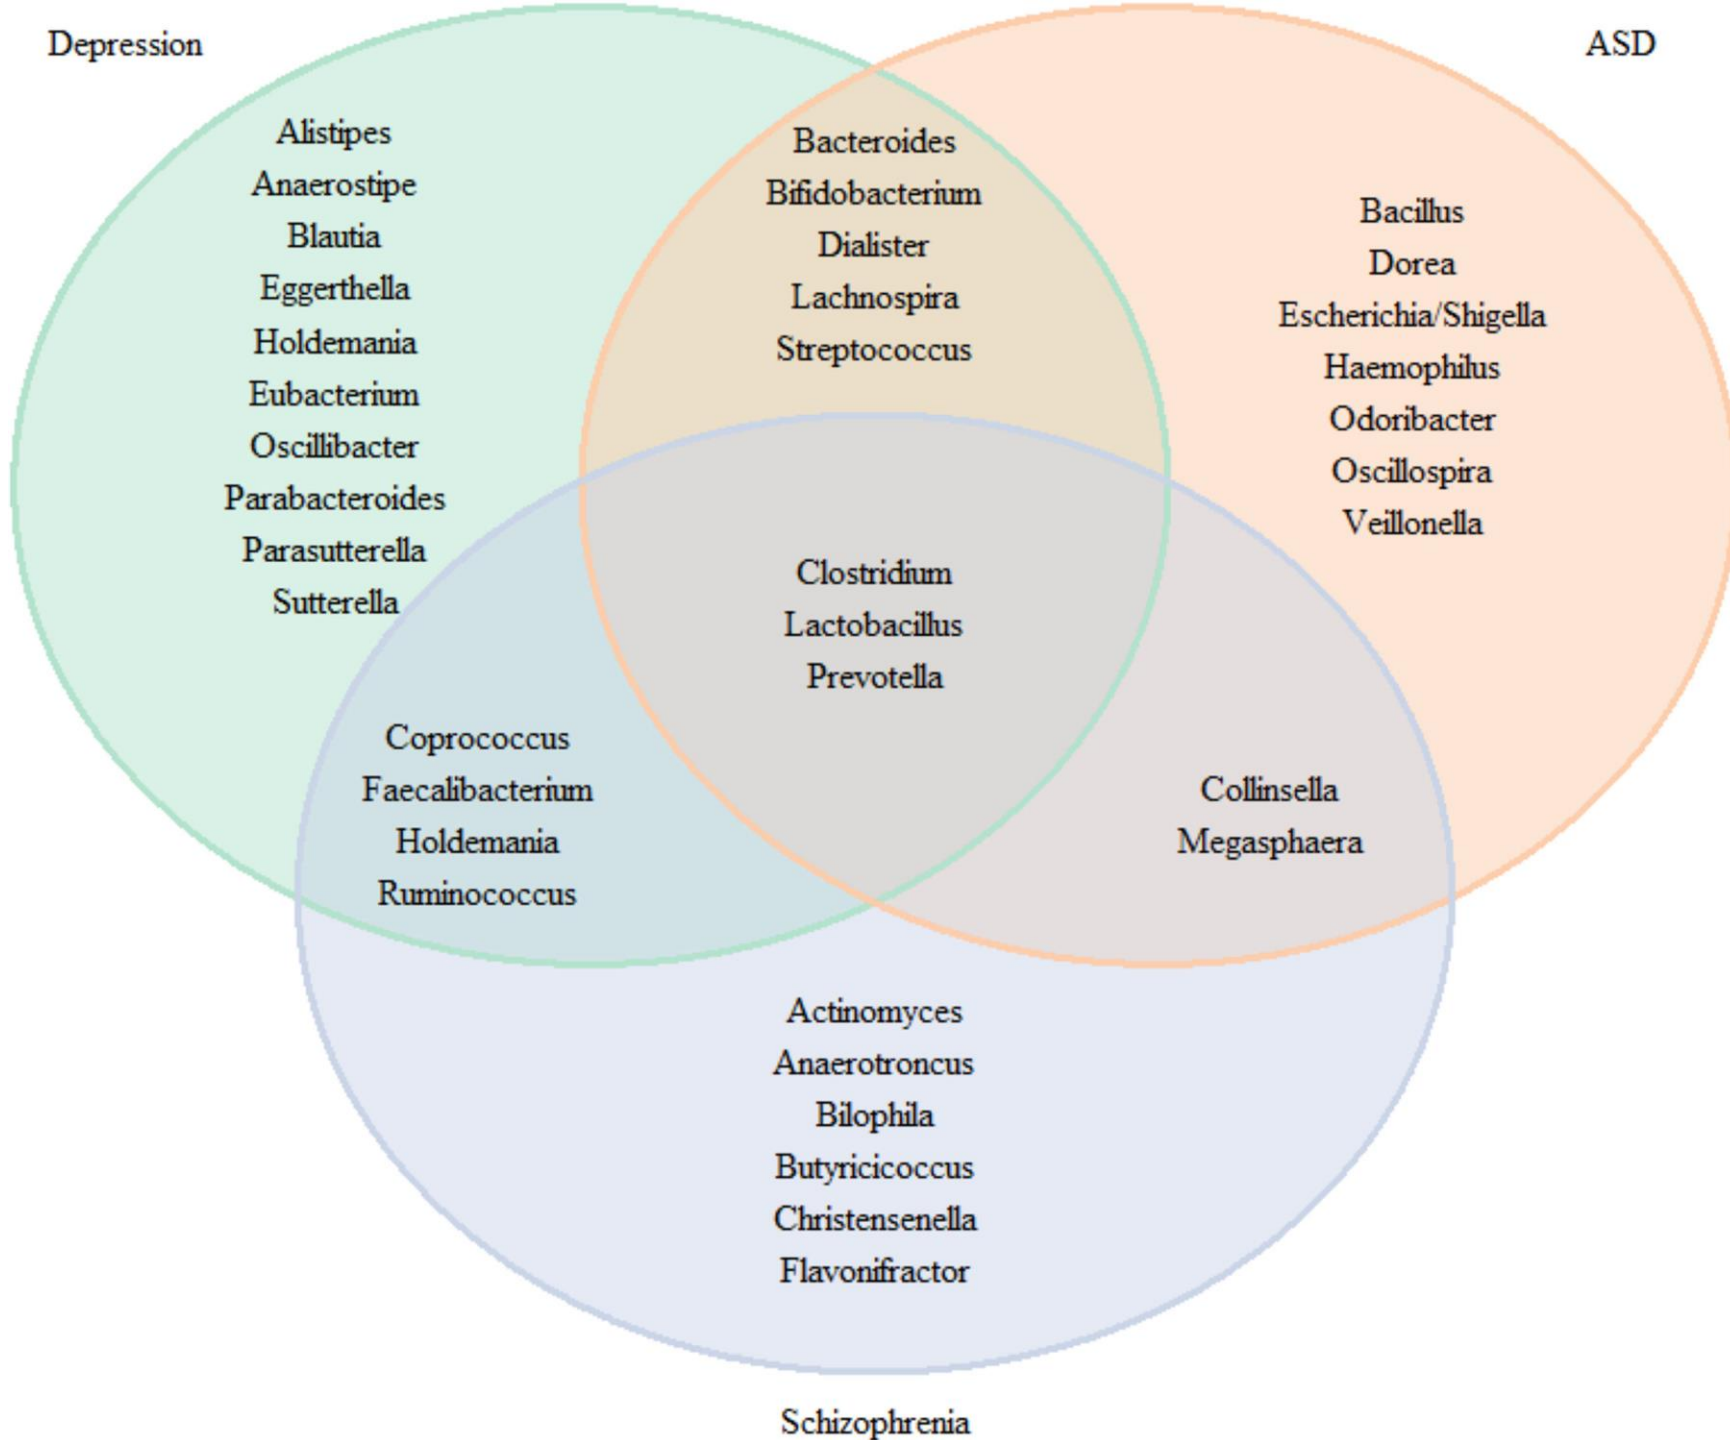 Depression
ASD
Alistipes
Anaerostipe
Blautia
Eggerthella
Holdemania
Eubacterium
Oscillibacter
Parabacteroides
Parasutterella
Sutterella
Bacteroides
Bifidobacterium
Dialister
Lachnospira
Streptococcus
Bacillus
Dorea
Escherichia/Shigella
Haemophilus
Odoribacter
Oscillospira
Veillonella
Clostridium
Lactobacillus
Prevotella
Coprococcus
Faecalibacterium
Holdemania
Ruminococcus
Collinsella
Megasphaera
Actinomyces
Anaerotroncus
Bilophila
Butyricicoccus
Christensenella
Flavonifractor
Schizophrenia